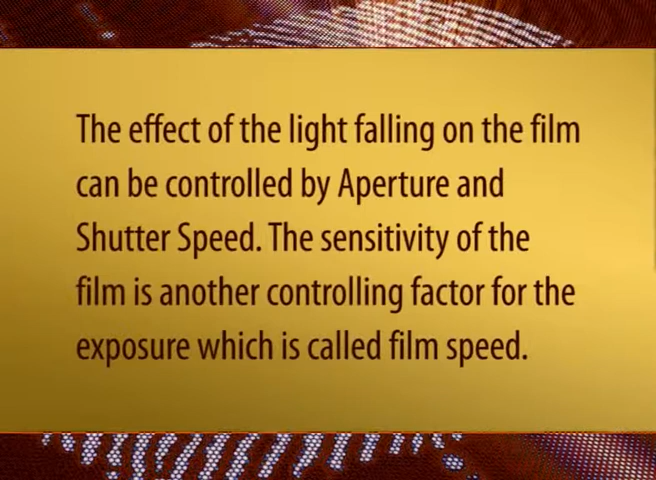 The effect of the light falling on the film
can be controlled by Aperture and
Shutter Speed. The sensitivity of the
film is another controlling factor for the
exposure which is called film speed.